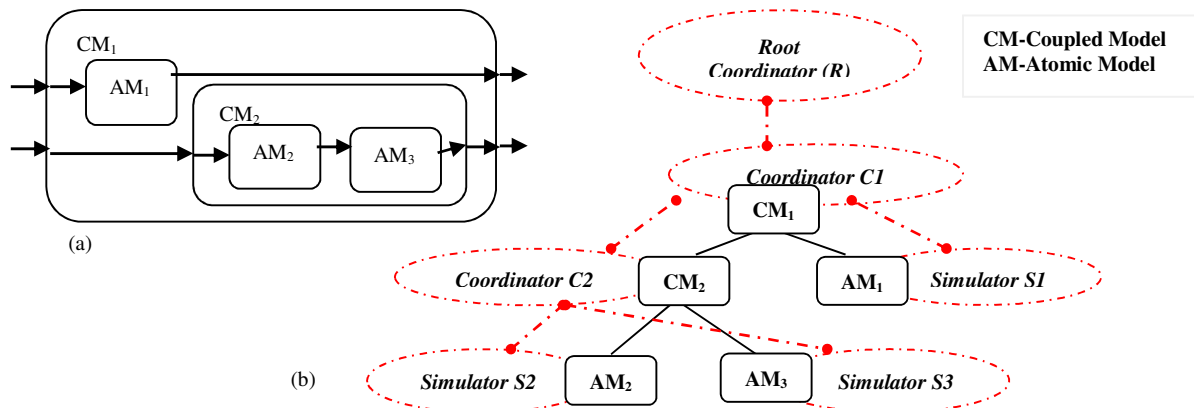 CM₁
AM₁
CM₂
AM₂
AM₃
(a)
Root
Coordinator (R)
CM-Coupled Model
AM-Atomic Model
Coordinator C1
CM₁
Coordinator C2
CM₂
AM₁
Simulator S1
(b)
Simulator S2
AM₂
AM₃
Simulator S3